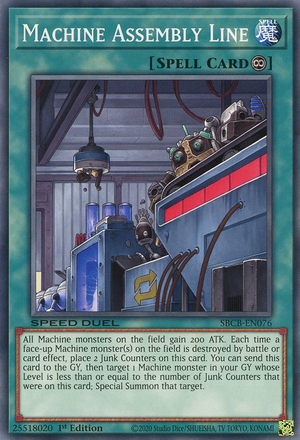 Machine Assembly Line
SPELL
魔
[Spell Card]
SPEED DUEL
SBCB-EN076
All Machine monsters on the field gain 200 ATK. Each time a
face-up Machine monster(s) on the field is destroyed by battle or
card effect, place 2 Junk Counters on this card. You can send this
card to the GY, then target 1 Machine monster in your GY whose
Level is less than or equal to the number of Junk Counters that
were on this card; Special Summon that target.
25518020 1st Edition
©2020 Studio Dice/SHUEISHA, TV TOKYO, KONAMI